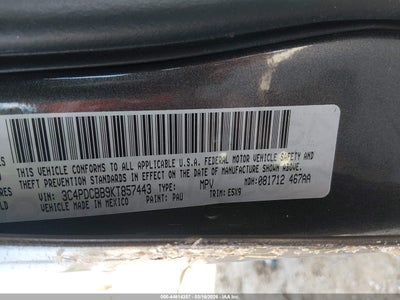 THIS VEHICLE CONFORMS TO ALL APPLICABLE U.S.A. FEDERAL MOTOR VEHICLE SAFETY AND
THEFT PREVENTION STANDARDS IN EFFECT ON THE DATE OF MANUFACTURE SHOWN ABOVE.
VIN: 3C4PDCBB9KT857443 TYPE: MPV MDH: 081712 467AA
VEHICLE MADE IN MEXICO PAINT: PAU TRIM: E5X9